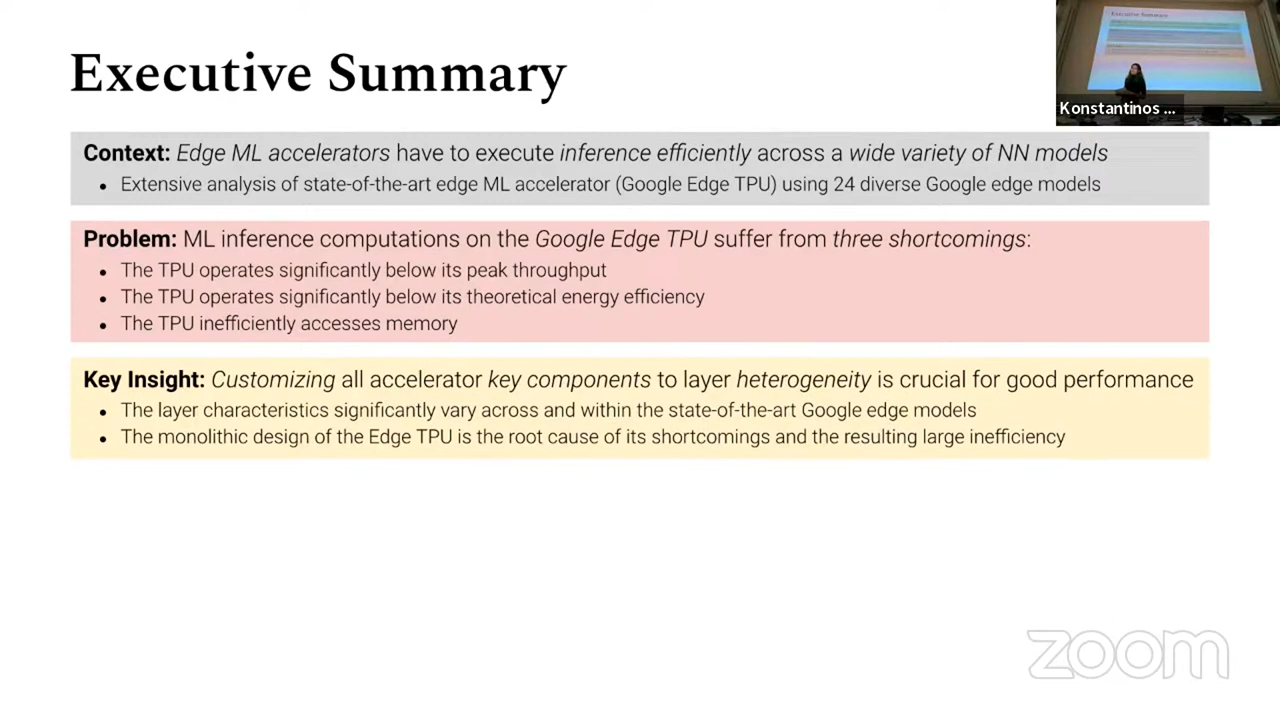 Executive Summary
Executive Summary
Konstantinos ...
Context: Edge ML accelerators have to execute inference efficiently across a wide variety of NN models
• Extensive analysis of state-of-the-art edge ML accelerator (Google Edge TPU) using 24 diverse Google edge models
Problem: ML inference computations on the Google Edge TPU suffer from three shortcomings:
• The TPU operates significantly below its peak throughput
• The TPU operates significantly below its theoretical energy efficiency
• The TPU inefficiently accesses memory
Key Insight: Customizing all accelerator key components to layer heterogeneity is crucial for good performance
• The layer characteristics significantly vary across and within the state-of-the-art Google edge models
• The monolithic design of the Edge TPU is the root cause of its shortcomings and the resulting large inefficiency
zoom